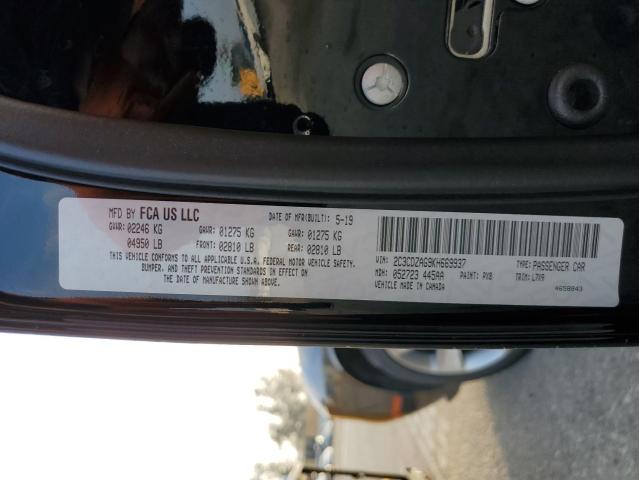 MFD BY FCA US LLC DATE OF MFR(BUILT): 5-19
GVWR: 02246 KG GAWR: 01275 KG GAWR: 01275 KG
04950 LB FRONT: 02810 LB REAR: 02810 LB
THIS VEHICLE CONFORMS TO ALL APPLICABLE U.S.A. FEDERAL MOTOR VEHICLE SAFETY,
BUMPER, AND THEFT PREVENTION STANDARDS IN EFFECT ON
THE DATE OF MANUFACTURE SHOWN ABOVE.
VIN: 2C3CDZAG9KH669937 TYPE: PASSENGER CAR
MDH: 052723 445AA PAINT: PX8 TRIM: L7X9
VEHICLE MADE IN CANADA 4658843